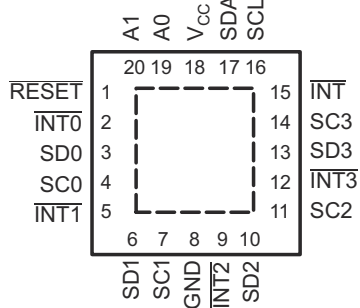 A1 A0 V_CC SDA SCL
20 19 18 17 16
RESET 1 15 INT
INT0 2 14 SC3
SD0 3 13 SD3
SC0 4 12 INT3
INT1 5 11 SC2
6 7 8 9 10
SD1 SC1 GND INT2 SD2